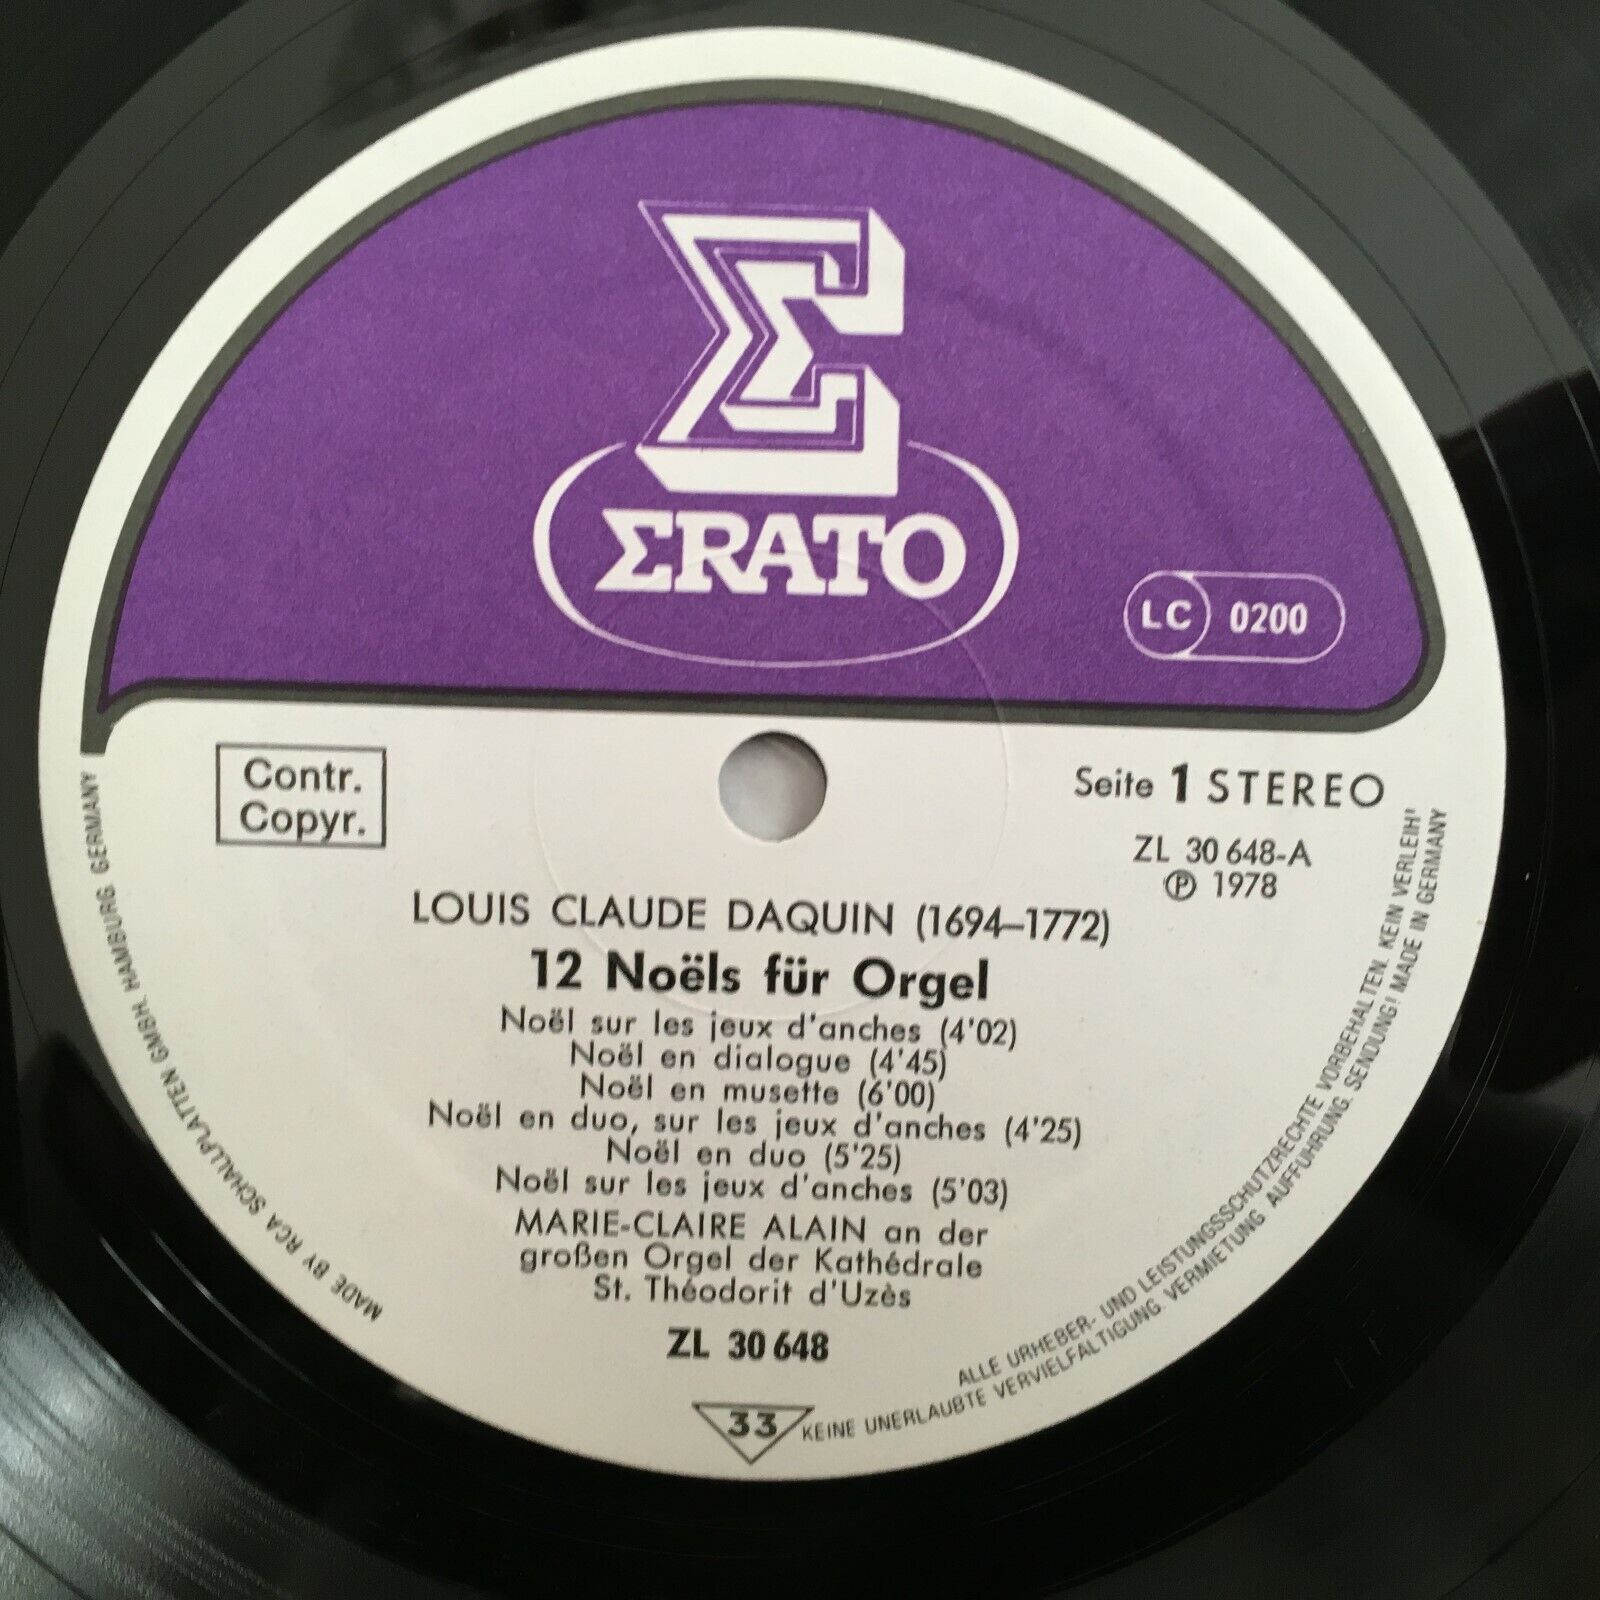 ΣRATO
LC 0200
Contr.
Copyr.
Seite 1 STEREO
ZL 30 648-A
℗ 1978
LOUIS CLAUDE DAQUIN (1694–1772)
12 Noëls für Orgel
Noël sur les jeux d'anches (4'02)
Noël en dialogue (4'45)
Noël en musette (6'00)
Noël en duo, sur les jeux d'anches (4'25)
Noël en duo (5'25)
Noël sur les jeux d'anches (5'03)
MARIE-CLAIRE ALAIN an der
großen Orgel der Kathédrale
St. Théodorit d'Uzès
ZL 30 648
33
MADE BY RCA SCHALLPLATTEN GMBH. HAMBURG GERMANY
ALLE URHEBER- UND LEISTUNGSSCHUTZRECHTE VORBEHALTEN. KEIN VERLEIH!
KEINE UNERLAUBTE VERVIELFÄLTIGUNG. VERMIETUNG AUFFÜHRUNG. SENDUNG! MADE IN GERMANY